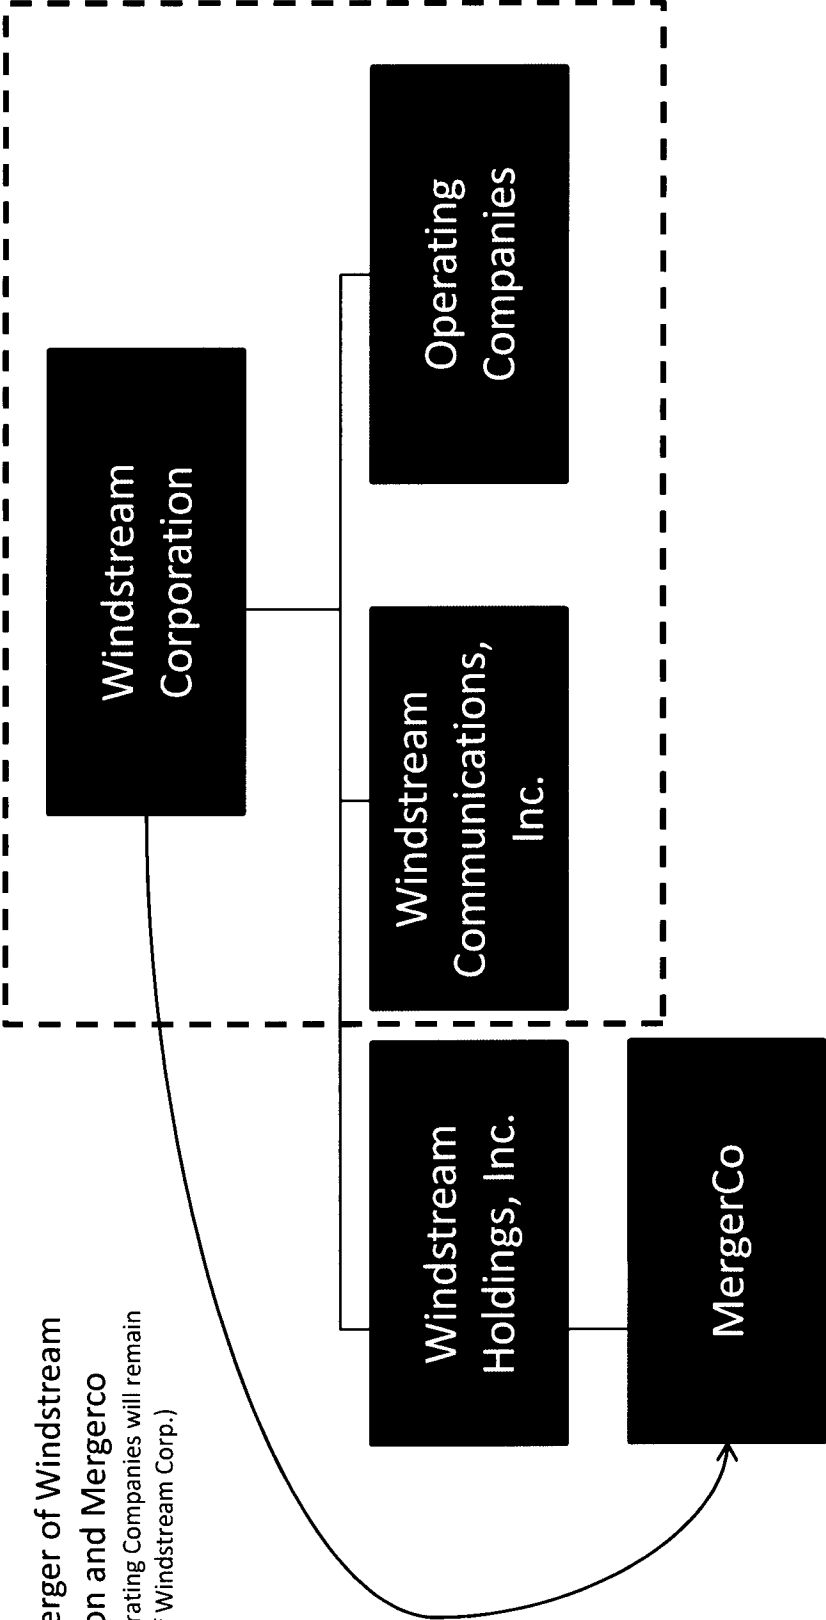 erger of Windstream
on and Mergerco
rating Companies will remain
Windstream Corp.)
Windstream
Corporation
Windstream
Holdings, Inc.
Windstream
Communications,
Inc.
Operating
Companies
MergerCo